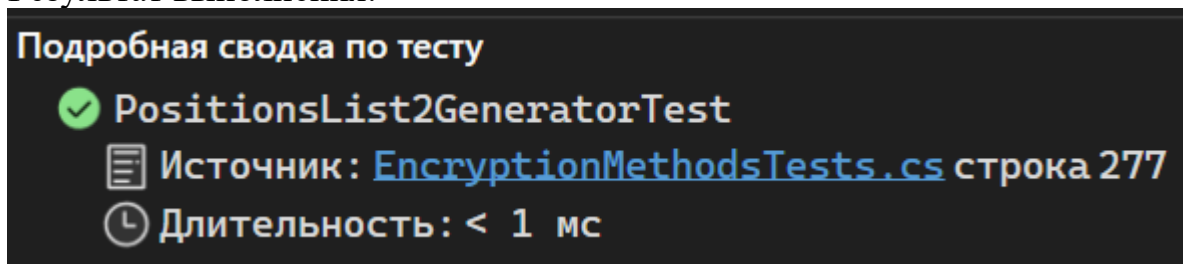 Подробная сводка по тесту
PositionsList2GeneratorTest
Источник: EncryptionMethodsTests.cs строка 277
Длительность: < 1 мс